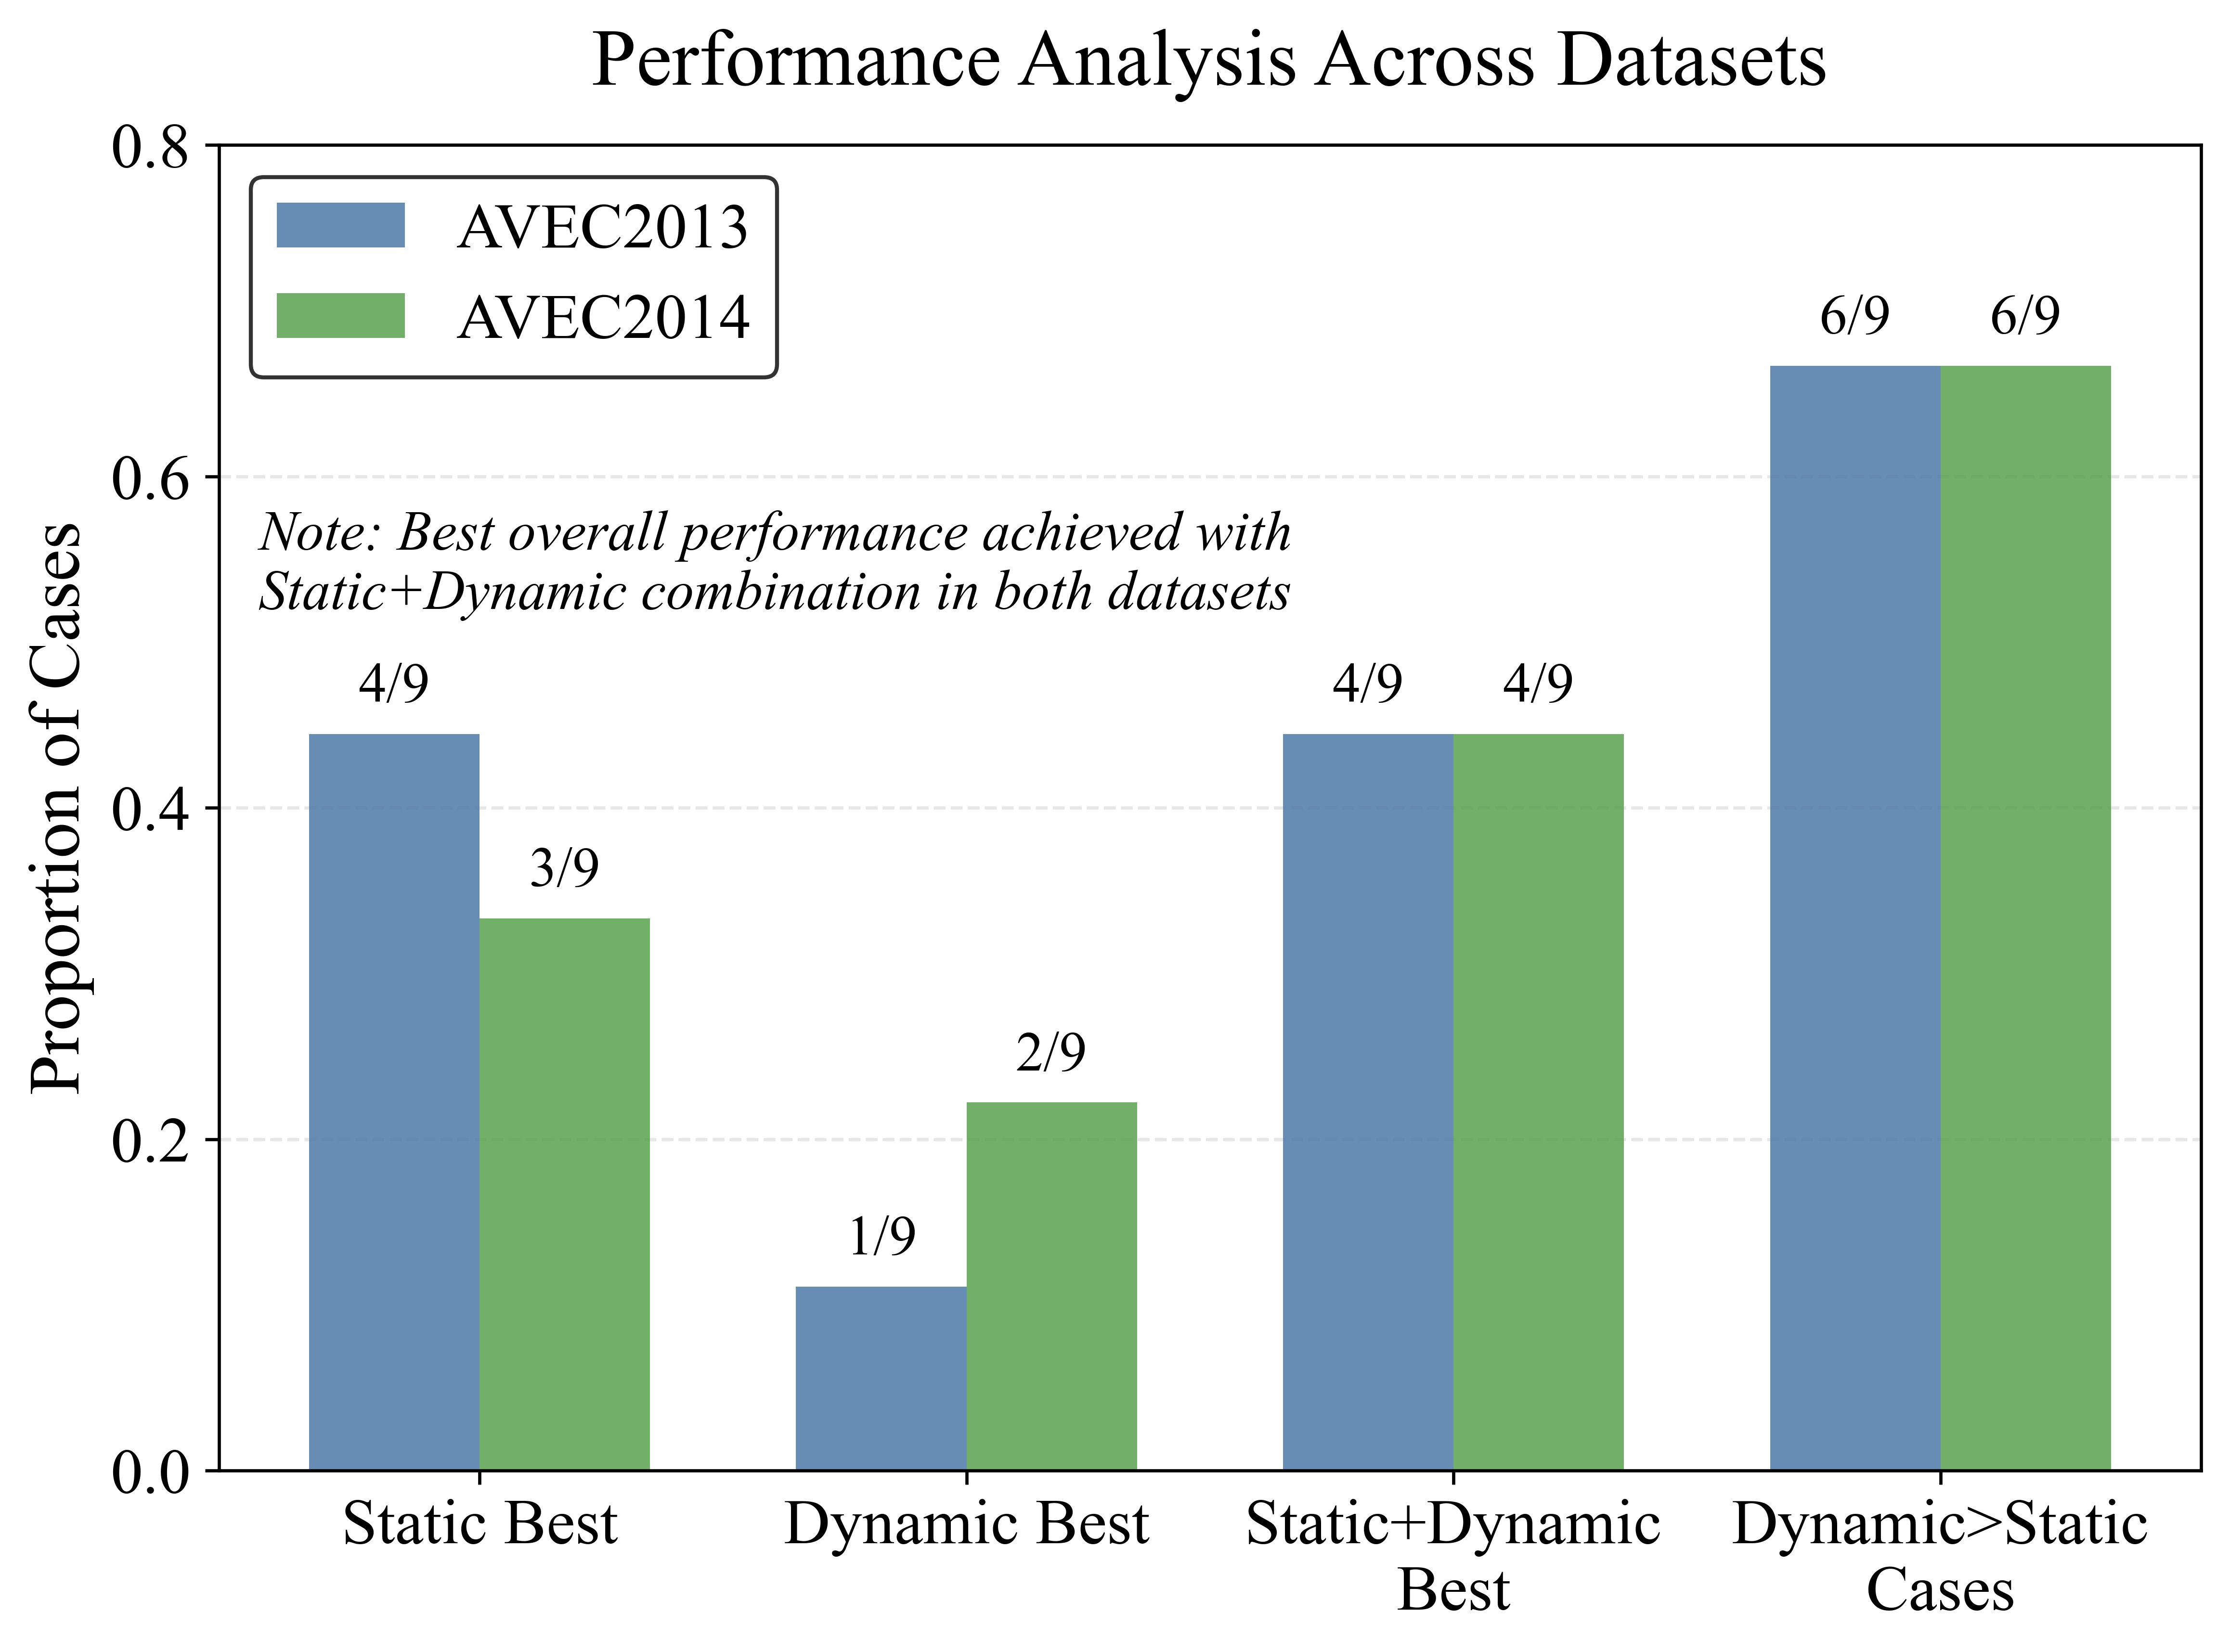 Performance Analysis Across Datasets
0.8
AVEC2013
AVEC2014
6/9
6/9
0.6
Note: Best overall performance achieved with
Static+Dynamic combination in both datasets
4/9
4/9
4/9
0.4
3/9
2/9
0.2
1/9
0.0
Proportion of Cases
Static Best
Dynamic Best
Static+Dynamic
Best
Dynamic>Static
Cases